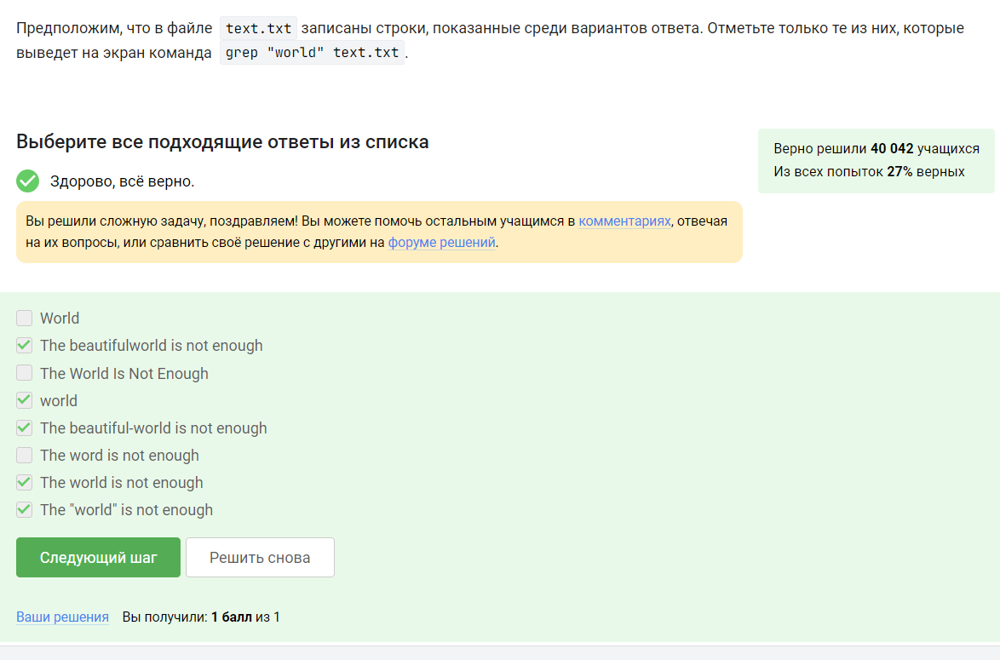 Предположим, что в файле text.txt записаны строки, показанные среди вариантов ответа. Отметьте только те из них, которые
выведет на экран команда grep "world" text.txt.
Выберите все подходящие ответы из списка
Верно решили 40 042 учащихся
Из всех попыток 27% верных
Здорово, всё верно.
Вы решили сложную задачу, поздравляем! Вы можете помочь остальным учащимся в комментариях, отвечая
на их вопросы, или сравнить своё решение с другими на форуме решений.
World
The beautifulworld is not enough
The World Is Not Enough
world
The beautiful-world is not enough
The word is not enough
The world is not enough
The "world" is not enough
Следующий шаг
Решить снова
Ваши решения Вы получили: 1 балл из 1